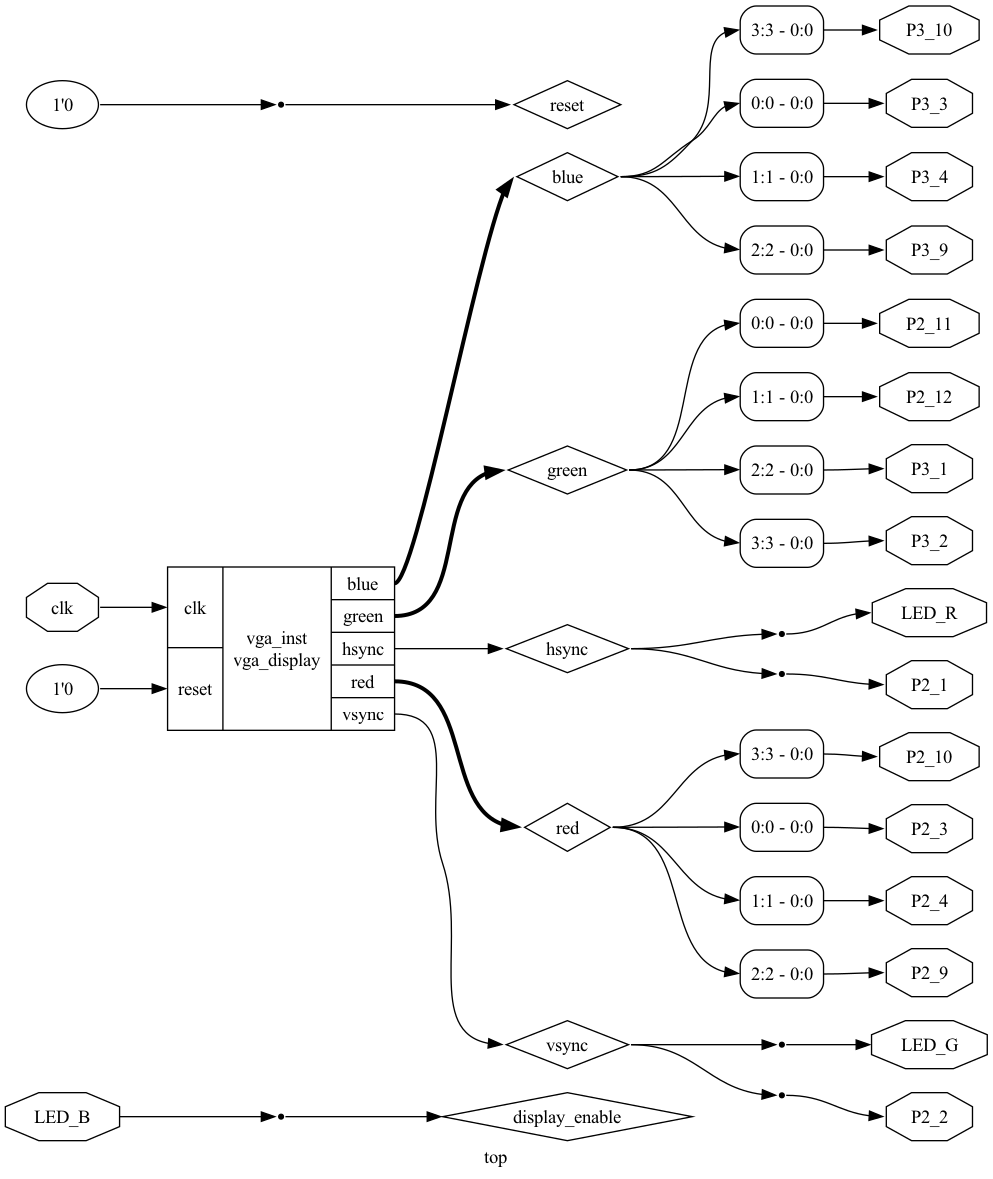 3:3 - 0:0
P3_10
1'0
reset
0:0 - 0:0
P3_3
blue
1:1 - 0:0
P3_4
2:2 - 0:0
P3_9
0:0 - 0:0
P2_11
1:1 - 0:0
P2_12
green
2:2 - 0:0
P3_1
3:3 - 0:0
P3_2
clk
1'0
clk
reset
vga_inst
vga_display
blue
green
hsync
red
vsync
hsync
LED_R
P2_1
3:3 - 0:0
P2_10
red
0:0 - 0:0
P2_3
1:1 - 0:0
P2_4
2:2 - 0:0
P2_9
vsync
LED_G
LED_B
display_enable
P2_2
top